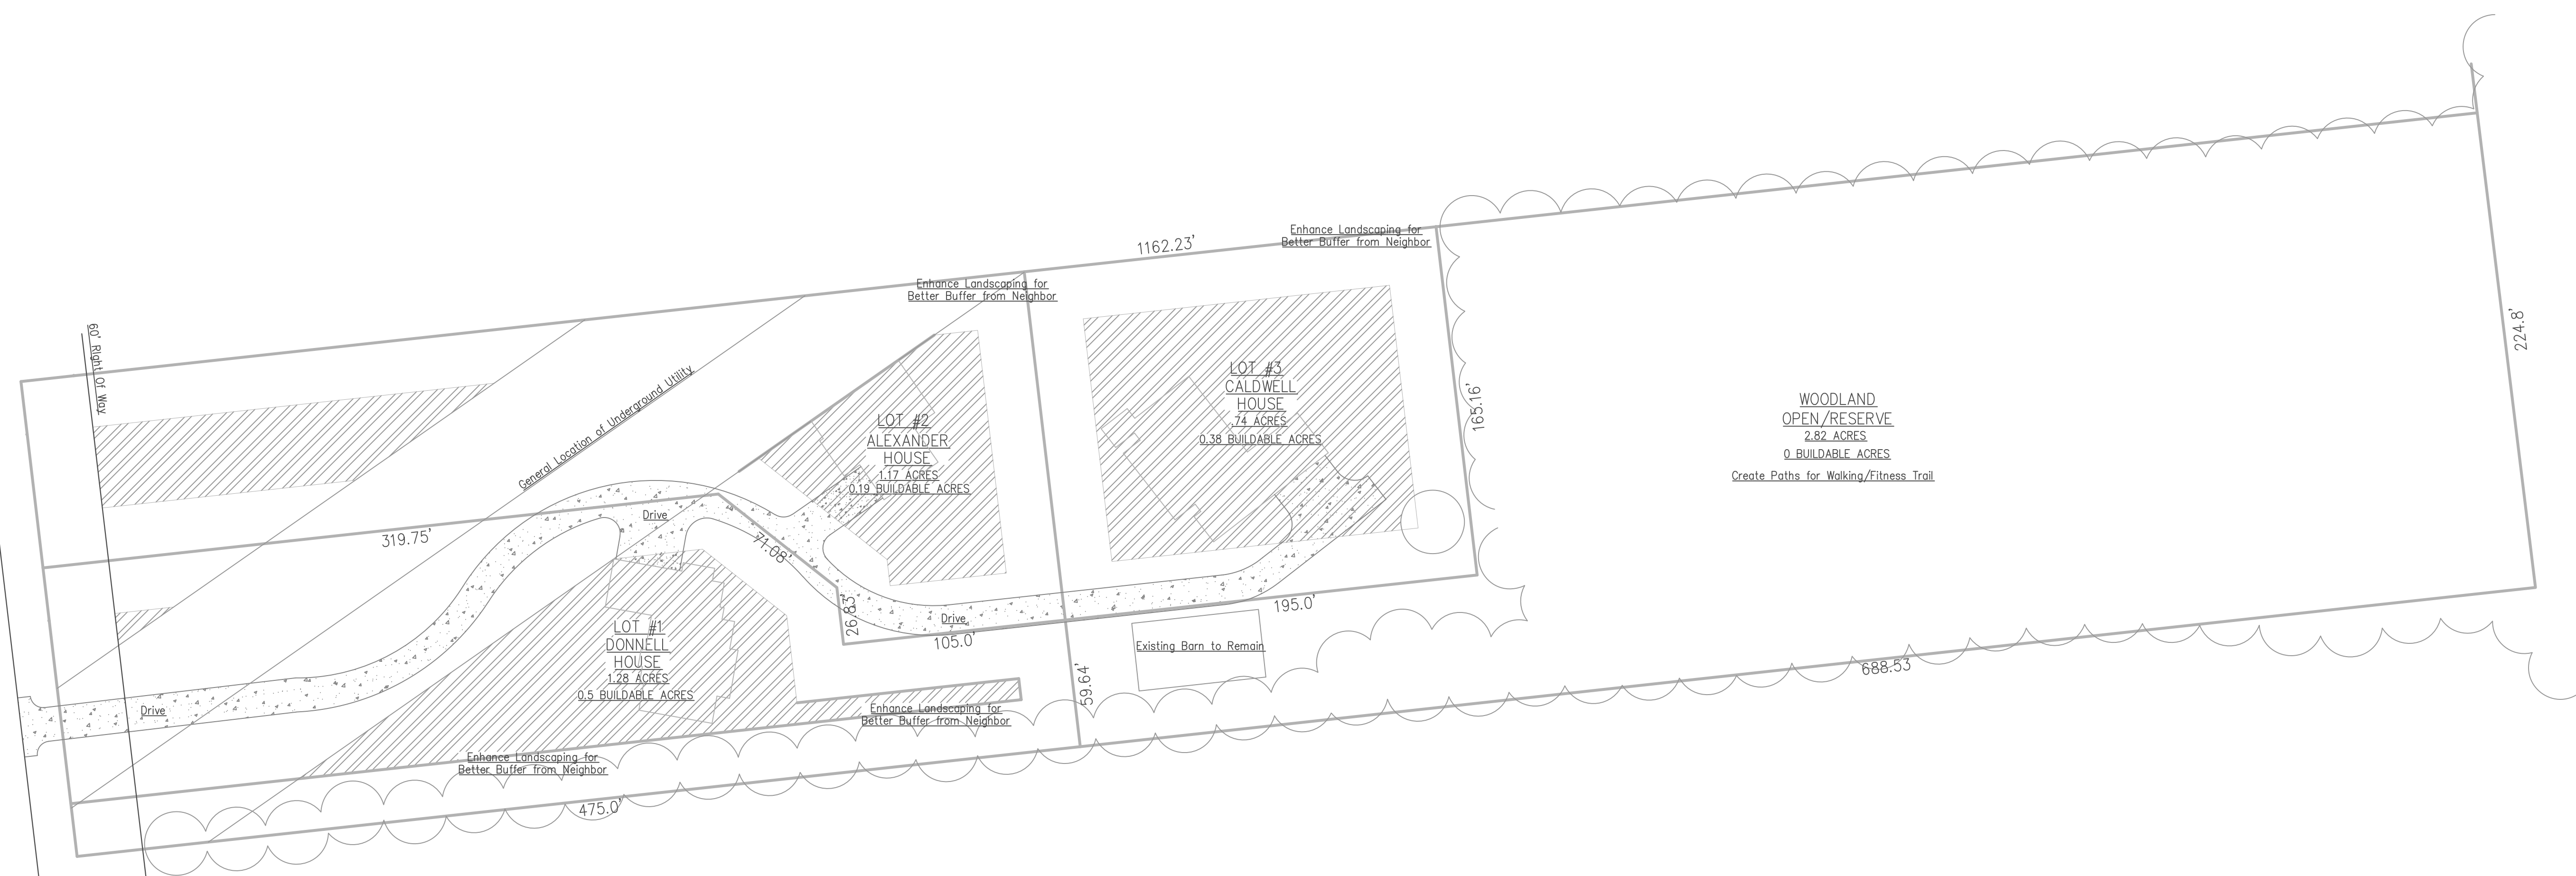 60' Right Of Way
319.75'
General Location of Underground Utility
1162.23'
Enhance Landscaping for
Better Buffer from Neighbor
Enhance Landscaping for
Better Buffer from Neighbor
LOT #2
ALEXANDER
HOUSE
1.17 ACRES
0.19 BUILDABLE ACRES
LOT #3
CALDWELL
HOUSE
.74 ACRES
0.38 BUILDABLE ACRES
165.16'
WOODLAND
OPEN/RESERVE
2.82 ACRES
0 BUILDABLE ACRES
Create Paths for Walking/Fitness Trail
224.8'
Drive
71.08'
26.83'
Drive
105.0'
195.0'
LOT #1
DONNELL
HOUSE
1.28 ACRES
0.5 BUILDABLE ACRES
Existing Barn to Remain
59.64'
688.53
Drive
Enhance Landscaping for
Better Buffer from Neighbor
Enhance Landscaping for
Better Buffer from Neighbor
475.0'